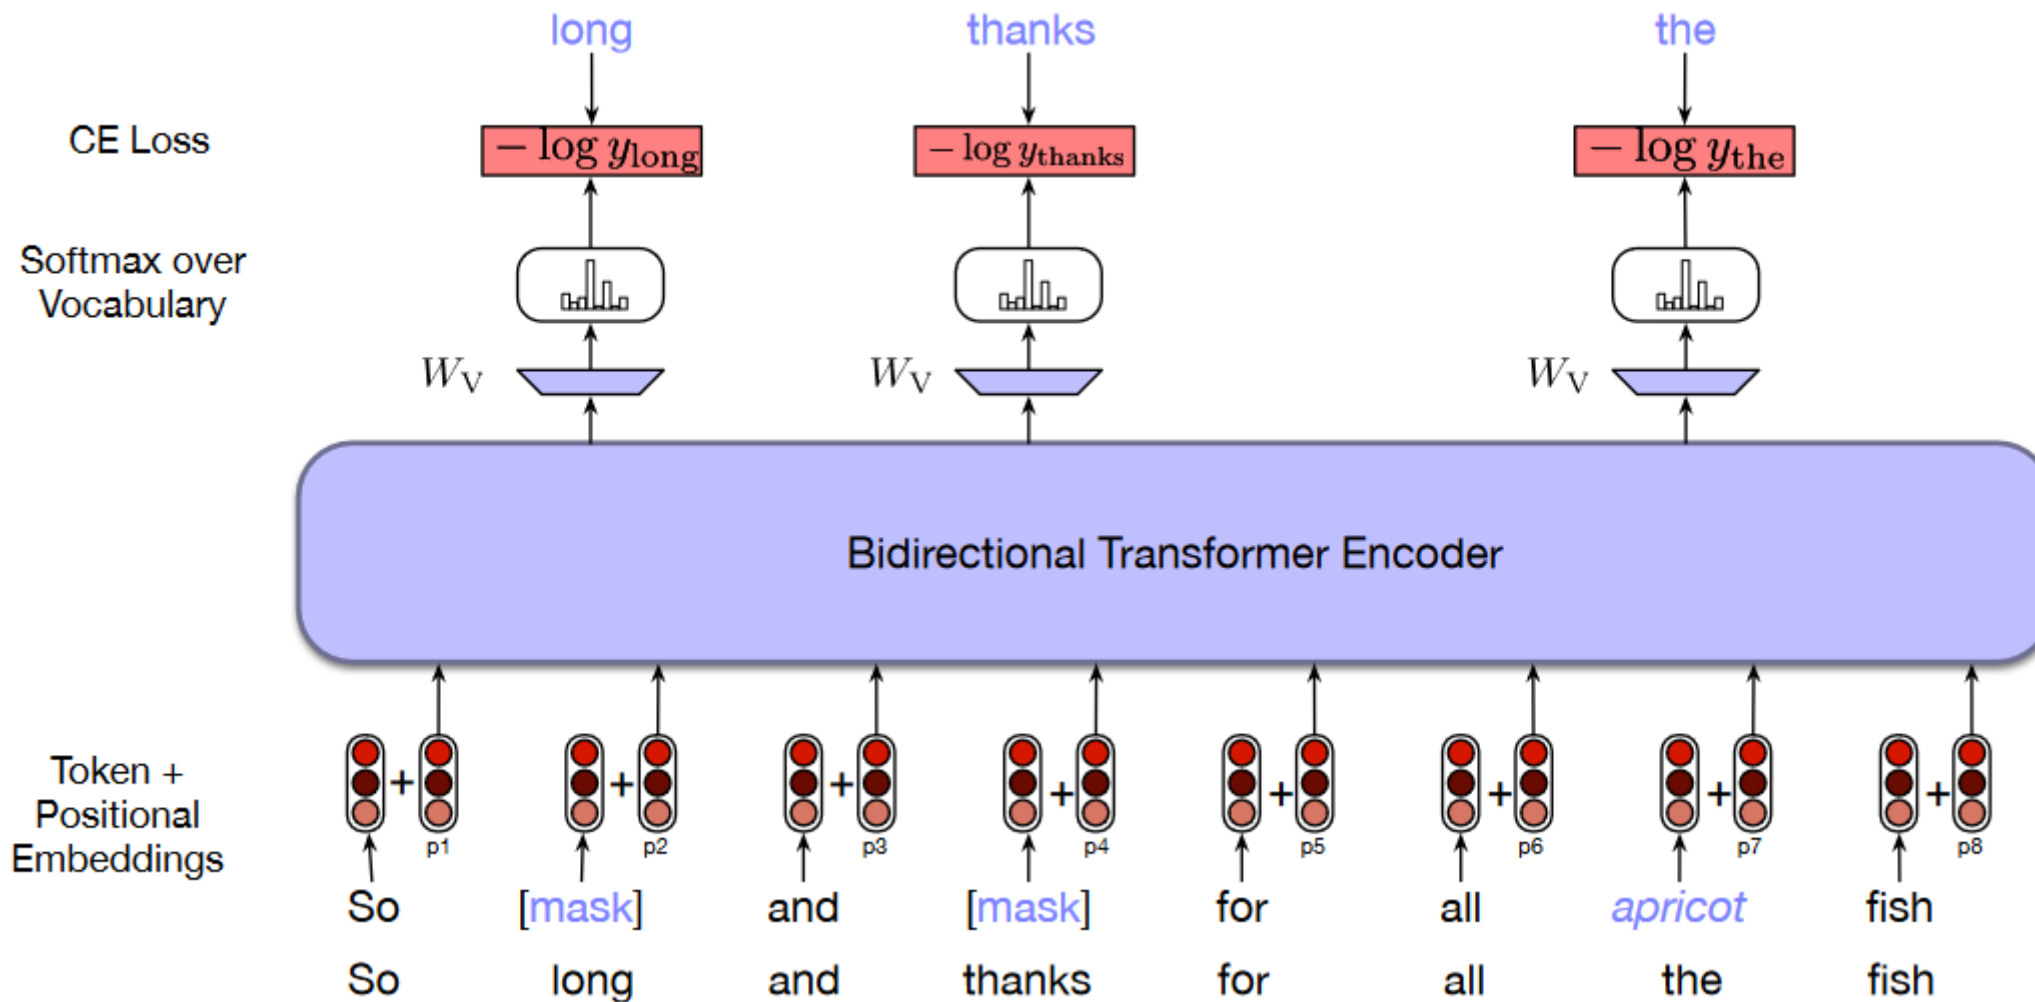 long thanks the
CE Loss − log y_long − log y_thanks − log y_the
Softmax over
Vocabulary
W_V W_V W_V
Bidirectional Transformer Encoder
Token +
Positional
Embeddings
+ + + + + + + +
p1 p2 p3 p4 p5 p6 p7 p8
So [mask] and [mask] for all apricot fish
So long and thanks for all the fish